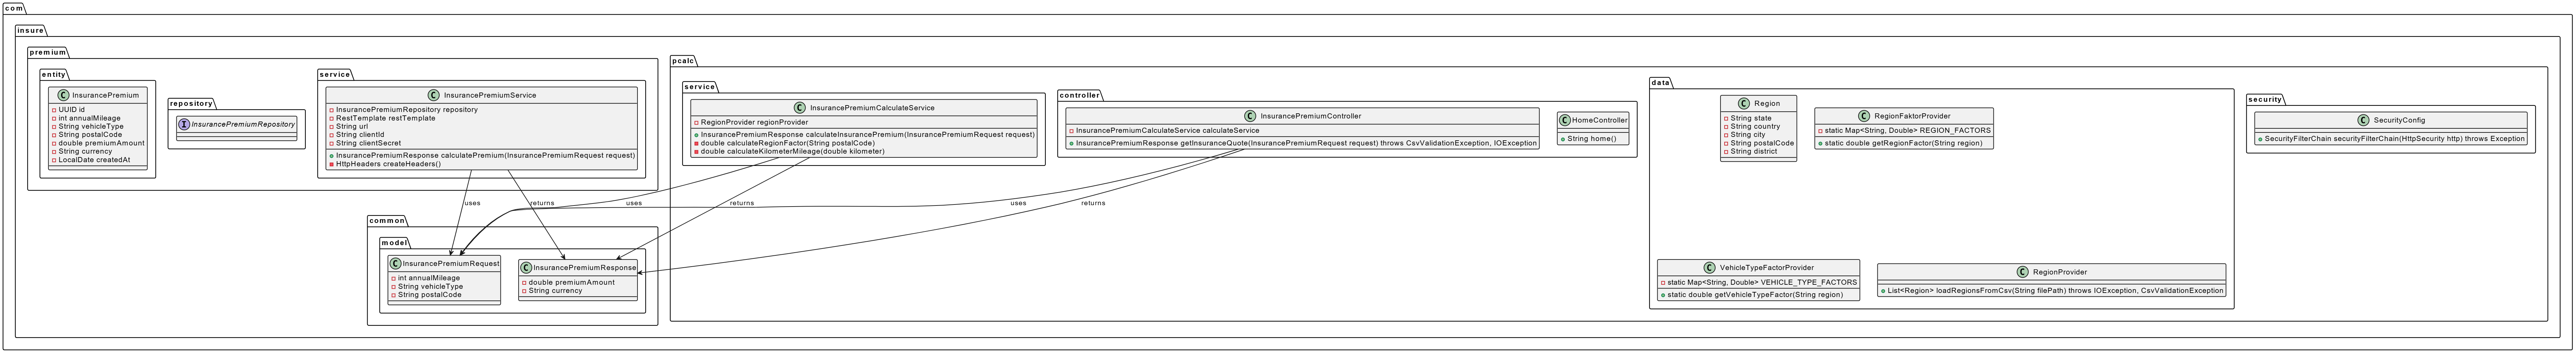 com
insure
premium
entity
C InsurancePremium
UUID id
int annualMileage
String vehicleType
String postalCode
double premiumAmount
String currency
LocalDate createdAt
repository
I InsurancePremiumRepository
service
C InsurancePremiumService
InsurancePremiumRepository repository
RestTemplate restTemplate
String url
String clientId
String clientSecret
InsurancePremiumResponse calculatePremium(InsurancePremiumRequest request)
HttpHeaders createHeaders()
pcalc
service
C InsurancePremiumCalculateService
RegionProvider regionProvider
InsurancePremiumResponse calculateInsurancePremium(InsurancePremiumRequest request)
double calculateRegionFactor(String postalCode)
double calculateKilometerMileage(double kilometer)
controller
C InsurancePremiumController
InsurancePremiumCalculateService calculateService
InsurancePremiumResponse getInsuranceQuote(InsurancePremiumRequest request) throws CsvValidationException, IOException
C HomeController
String home()
data
C Region
String state
String country
String city
String postalCode
String district
C RegionFaktorProvider
static Map<String, Double> REGION_FACTORS
static double getRegionFactor(String region)
C VehicleTypeFactorProvider
static Map<String, Double> VEHICLE_TYPE_FACTORS
static double getVehicleTypeFactor(String region)
C RegionProvider
List<Region> loadRegionsFromCsv(String filePath) throws IOException, CsvValidationException
security
C SecurityConfig
SecurityFilterChain securityFilterChain(HttpSecurity http) throws Exception
uses
returns
uses
returns
uses
returns
common
model
C InsurancePremiumRequest
int annualMileage
String vehicleType
String postalCode
C InsurancePremiumResponse
double premiumAmount
String currency